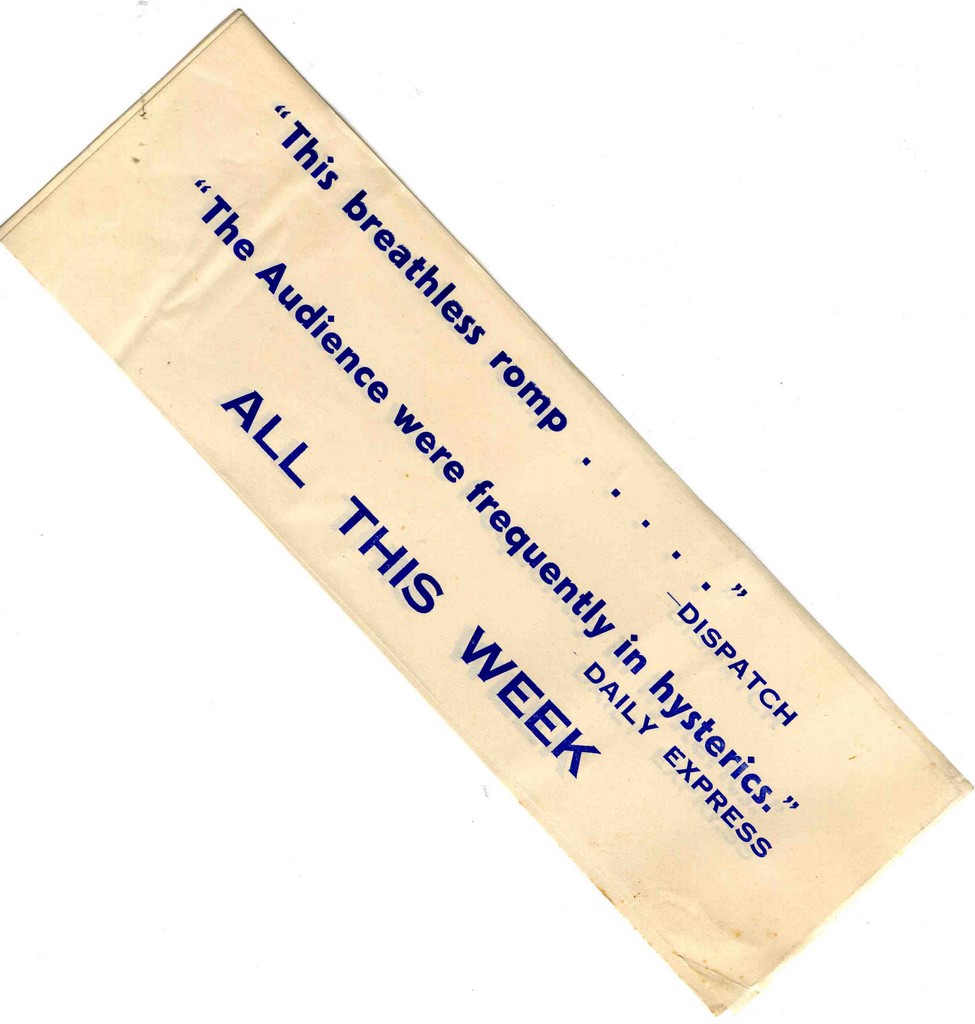 “This breathless romp . . . . .”
—DISPATCH
“The Audience were frequently in hysterics.”
DAILY EXPRESS
ALL THIS WEEK